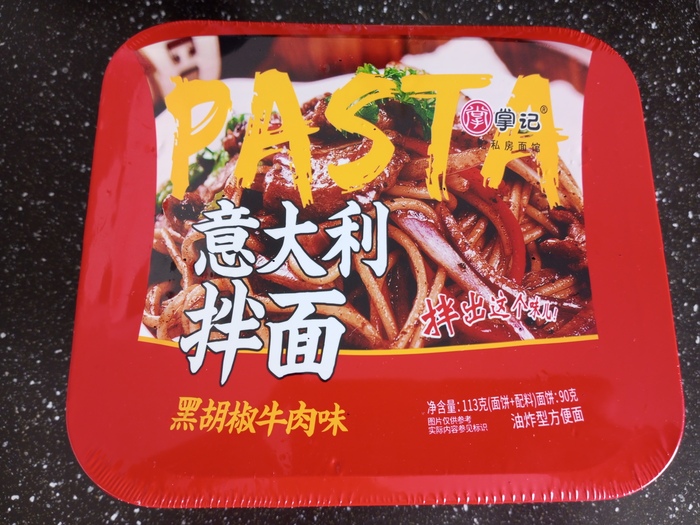 PASTA
掌 掌记®
私房面馆
意大利
拌面
拌出这个味儿!
黑胡椒牛肉味
净含量:113克(面饼+配料)面饼:90克
图片仅供参考
实际内容参见标识
油炸型方便面